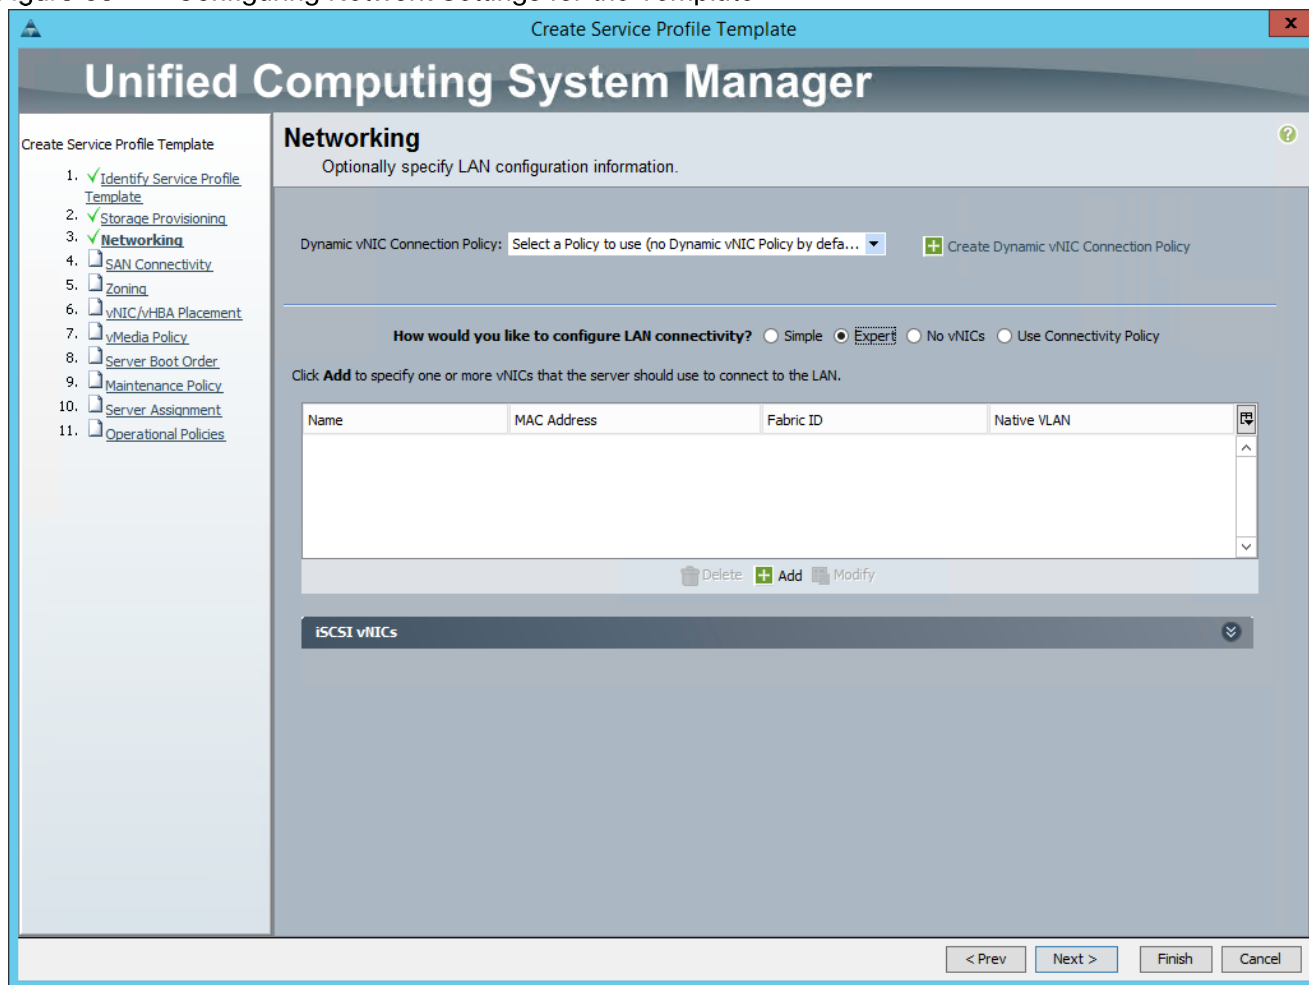 Configuring Network Settings for the Template
Create Service Profile Template
x
Unified Computing System Manager
Create Service Profile Template
1. Identify Service Profile
Template
2. Storage Provisioning
3. Networking
4. SAN Connectivity
5. Zoning
6. vNIC/vHBA Placement
7. vMedia Policy
8. Server Boot Order
9. Maintenance Policy
10. Server Assignment
11. Operational Policies
Networking
?
Optionally specify LAN configuration information.
Dynamic vNIC Connection Policy: Select a Policy to use (no Dynamic vNIC Policy by defa... Create Dynamic vNIC Connection Policy
How would you like to configure LAN connectivity? Simple Expert No vNICs Use Connectivity Policy
Click Add to specify one or more vNICs that the server should use to connect to the LAN.
Name MAC Address Fabric ID Native VLAN
Delete Add Modify
iSCSI vNICs
< Prev Next > Finish Cancel